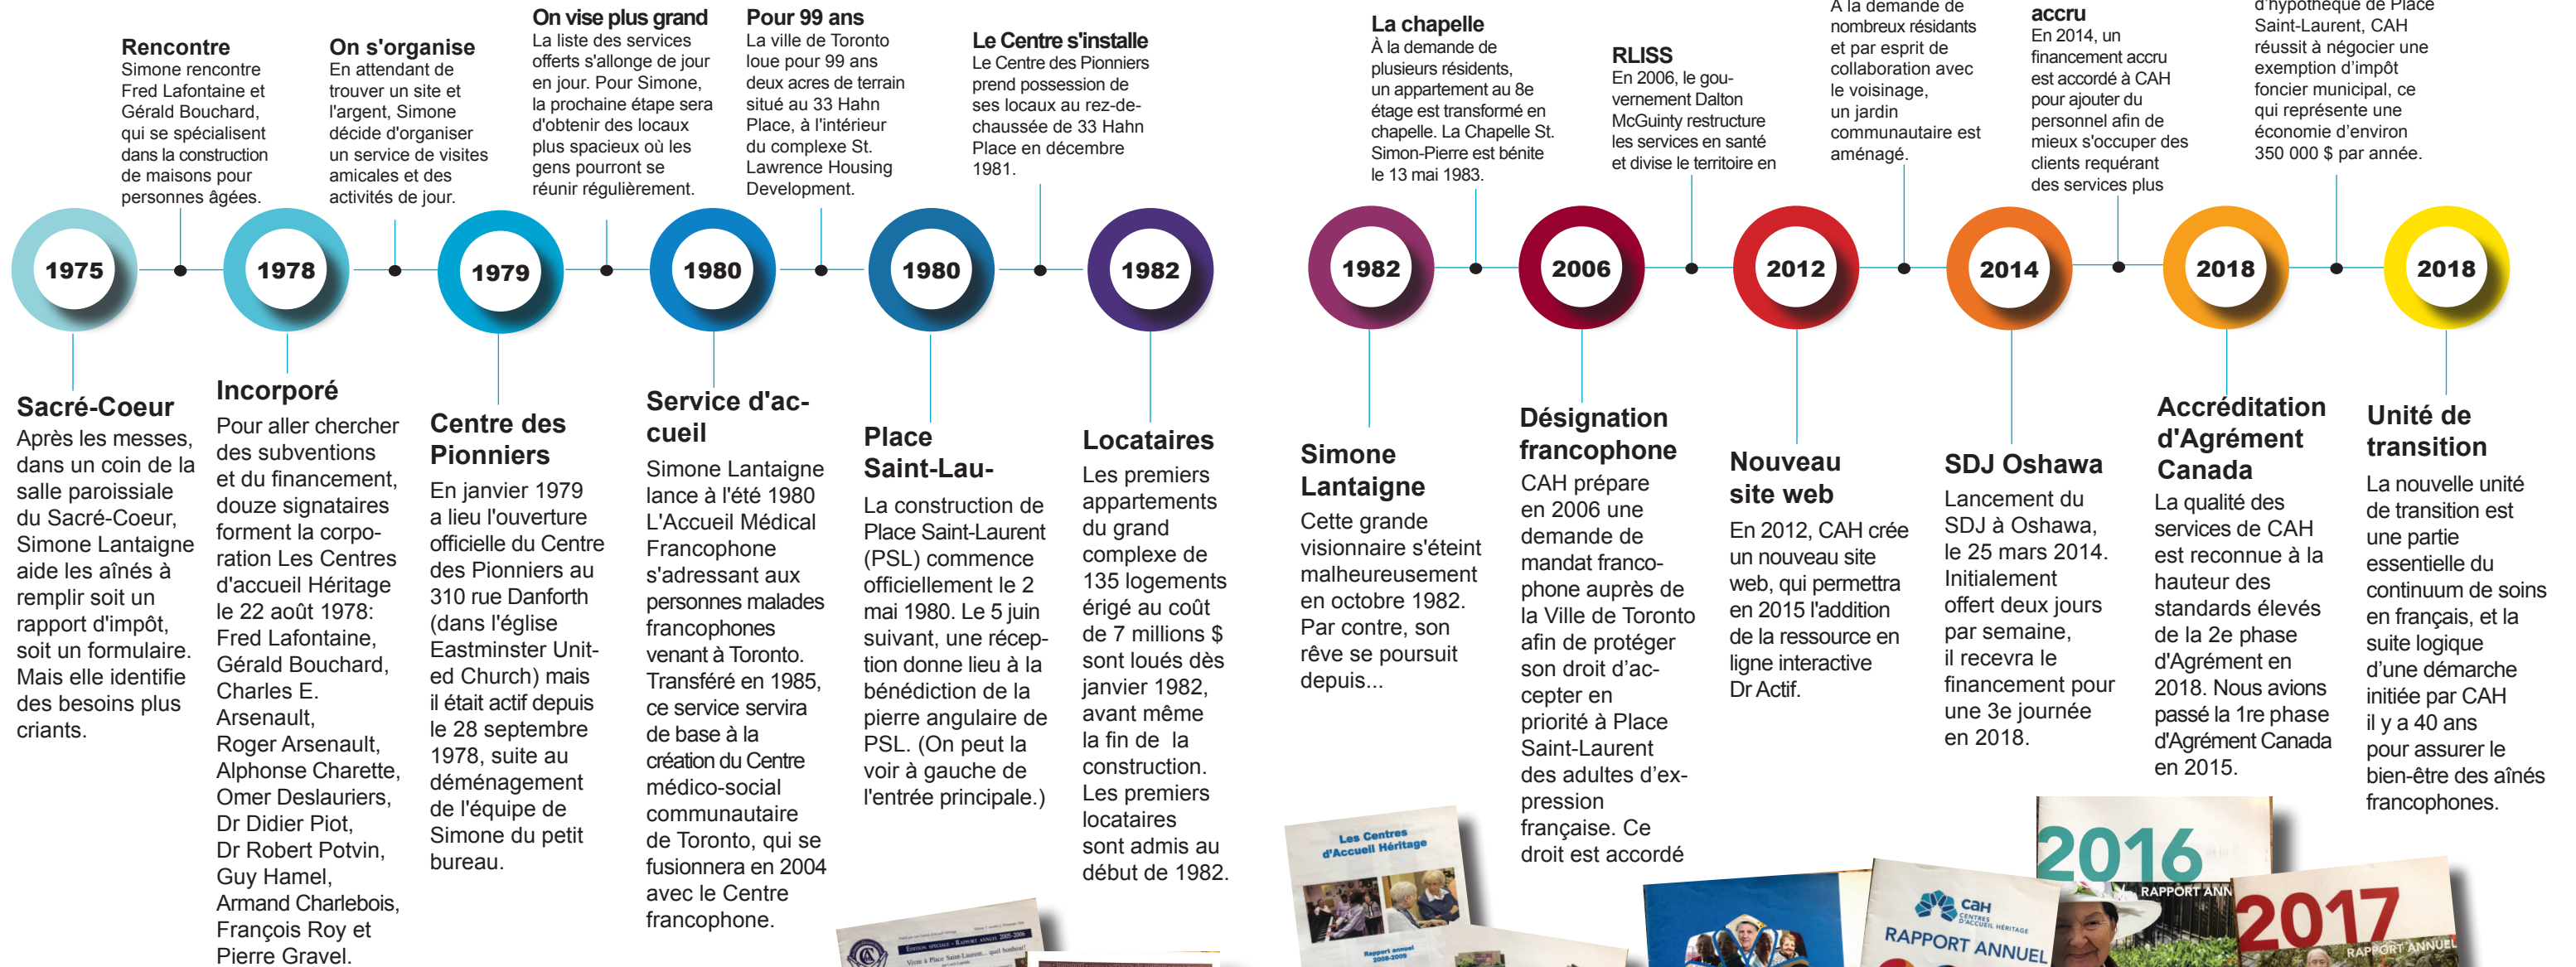 Rencontre
Simone rencontre
Fred Lafontaine et
Gérald Bouchard,
qui se spécialisent
dans la construction
de maisons pour
personnes âgées.
On s'organise
En attendant de
trouver un site et
l'argent, Simone
décide d'organiser
un service de visites
amicales et des
activités de jour.
On vise plus grand
La liste des services
offerts s'allonge de jour
en jour. Pour Simone,
la prochaine étape sera
d'obtenir des locaux
plus spacieux où les
gens pourront se
réunir régulièrement.
Pour 99 ans
La ville de Toronto
loue pour 99 ans
deux acres de terrain
situé au 33 Hahn
Place, à l'intérieur
du complexe St.
Lawrence Housing
Development.
Le Centre s'installe
Le Centre des Pionniers
prend possession de
ses locaux au rez-de-
chaussée de 33 Hahn
Place en décembre
1981.
La chapelle
À la demande de
plusieurs résidents,
un appartement au 8e
étage est transformé en
chapelle. La Chapelle St.
Simon-Pierre est bénite
le 13 mai 1983.
RLISS
En 2006, le gou-
vernement Dalton
McGuinty restructure
les services en santé
et divise le territoire en
À la demande de
nombreux résidants
et par esprit de
collaboration avec
le voisinage,
un jardin
communautaire est
aménagé.
accru
En 2014, un
financement accru
est accordé à CAH
pour ajouter du
personnel afin de
mieux s'occuper des
clients requérant
des services plus
d'hypothèque de Place
Saint-Laurent, CAH
réussit à négocier une
exemption d'impôt
foncier municipal, ce
qui représente une
économie d'environ
350 000 $ par année.
1975
1978
1979
1980
1980
1982
1982
2006
2012
2014
2018
2018
Sacré-Coeur
Après les messes,
dans un coin de la
salle paroissiale
du Sacré-Coeur,
Simone Lantaigne
aide les aînés à
remplir soit un
rapport d'impôt,
soit un formulaire.
Mais elle identifie
des besoins plus
criants.
Incorporé
Pour aller chercher
des subventions
et du financement,
douze signataires
forment la corpo-
ration Les Centres
d'accueil Héritage
le 22 août 1978:
Fred Lafontaine,
Gérald Bouchard,
Charles E.
Arsenault,
Roger Arsenault,
Alphonse Charette,
Omer Deslauriers,
Dr Didier Piot,
Dr Robert Potvin,
Guy Hamel,
Armand Charlebois,
François Roy et
Pierre Gravel.
Centre des
Pionniers
En janvier 1979
a lieu l'ouverture
officielle du Centre
des Pionniers au
310 rue Danforth
(dans l'église
Eastminster Unit-
ed Church) mais
il était actif depuis
le 28 septembre
1978, suite au
déménagement
de l'équipe de
Simone du petit
bureau.
Service d'ac-
cueil
Simone Lantaigne
lance à l'été 1980
L'Accueil Médical
Francophone
s'adressant aux
personnes malades
francophones
venant à Toronto.
Transféré en 1985,
ce service servira
de base à la
création du Centre
médico-social
communautaire
de Toronto, qui se
fusionnera en 2004
avec le Centre
francophone.
Place
Saint-Lau-
La construction de
Place Saint-Laurent
(PSL) commence
officiellement le 2
mai 1980. Le 5 juin
suivant, une récep-
tion donne lieu à la
bénédiction de la
pierre angulaire de
PSL. (On peut la
voir à gauche de
l'entrée principale.)
Locataires
Les premiers
appartements
du grand
complexe de
135 logements
érigé au coût
de 7 millions $
sont loués dès
janvier 1982,
avant même
la fin de la
construction.
Les premiers
locataires
sont admis au
début de 1982.
Simone
Lantaigne
Cette grande
visionnaire s'éteint
malheureusement
en octobre 1982.
Par contre, son
rêve se poursuit
depuis...
Désignation
francophone
CAH prépare
en 2006 une
demande de
mandat franco-
phone auprès de
la Ville de Toronto
afin de protéger
son droit d'ac-
cepter en
priorité à Place
Saint-Laurent
des adultes d'ex-
pression
française. Ce
droit est accordé
Nouveau
site web
En 2012, CAH crée
un nouveau site
web, qui permettra
en 2015 l'addition
de la ressource en
ligne interactive
Dr Actif.
SDJ Oshawa
Lancement du
SDJ à Oshawa,
le 25 mars 2014.
Initialement
offert deux jours
par semaine,
il recevra le
financement pour
une 3e journée
en 2018.
Accréditation
d'Agrément
Canada
La qualité des
services de CAH
est reconnue à la
hauteur des
standards élevés
de la 2e phase
d'Agrément en
2018. Nous avions
passé la 1re phase
d'Agrément Canada
en 2015.
Unité de
transition
La nouvelle unité
de transition est
une partie
essentielle du
continuum de soins
en français, et la
suite logique
d'une démarche
initiée par CAH
il y a 40 ans
pour assurer le
bien-être des aînés
francophones.
ÉDITION SPÉCIALE - RAPPORT ANNUEL 2005-2006
Vivre à Place Saint-Laurent... quel bonheur!
Les Centres
d'Accueil Héritage
Rapport annuel
2008-2009
caH
CENTRES
D'ACCUEIL HÉRITAGE
RAPPORT ANNUEL
2016
RAPPORT ANN
2017
RAPPORT ANNUEL